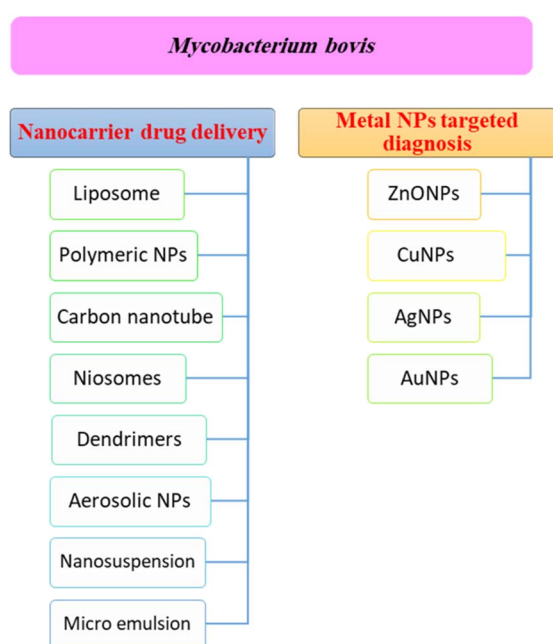 Mycobacterium bovis
Nanocarrier drug delivery
Metal NPs targeted
diagnosis
Liposome
Polymeric NPs
Carbon nanotube
Niosomes
Dendrimers
Aerosolic NPs
Nanosuspension
Micro emulsion
ZnONPs
CuNPs
AgNPs
AuNPs